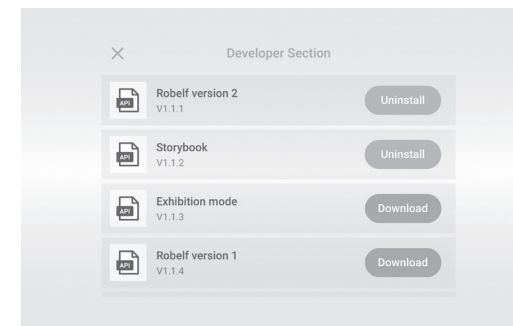 Developer Section
API
Robelf version 2
V1.1.1
Uninstall
API
Storybook
V1.1.2
Uninstall
API
Exhibition mode
V1.1.3
Download
API
Robelf version 1
V1.1.4
Download